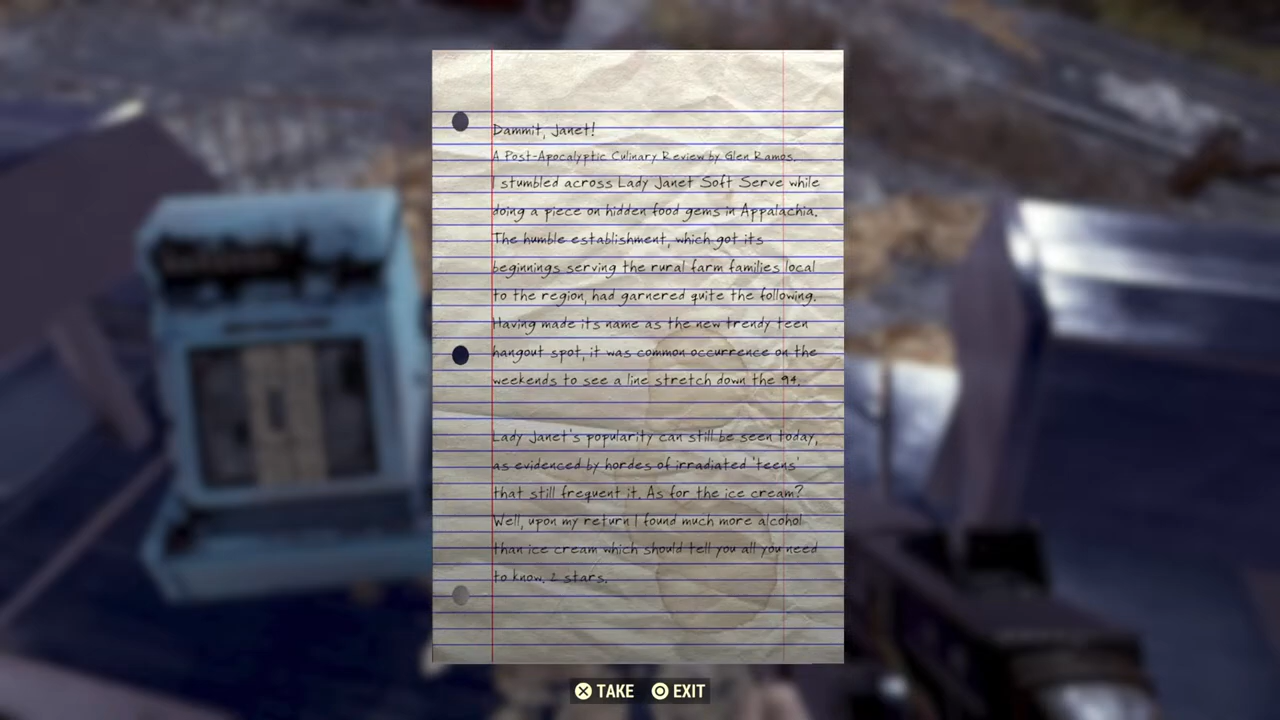 Dammit, Janet!
A Post-Apocalyptic Culinary Review by Glen Ramos.
I stumbled across Lady Janet Soft Serve while
doing a piece on hidden food gems in Appalachia.
The humble establishment, which got its
beginnings serving the rural farm families local
to the region, had garnered quite the following.
Having made its name as the new trendy teen
hangout spot, it was common occurrence on the
weekends to see a line stretch down the 94.
Lady Janet's popularity can still be seen today,
as evidenced by hordes of irradiated 'teens'
that still frequent it. As for the ice cream?
Well, upon my return I found much more alcohol
than ice cream which should tell you all you need
to know. 2 stars.
TAKE EXIT